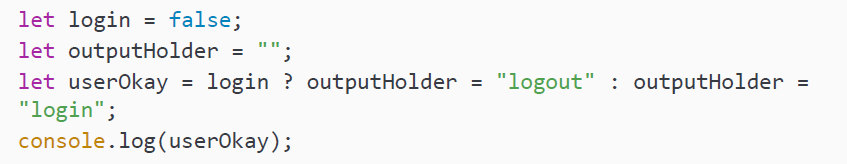 let login = false;
let outputHolder = "";
let userOkay = login ? outputHolder = "logout" : outputHolder =
"login";
console.log(userOkay);